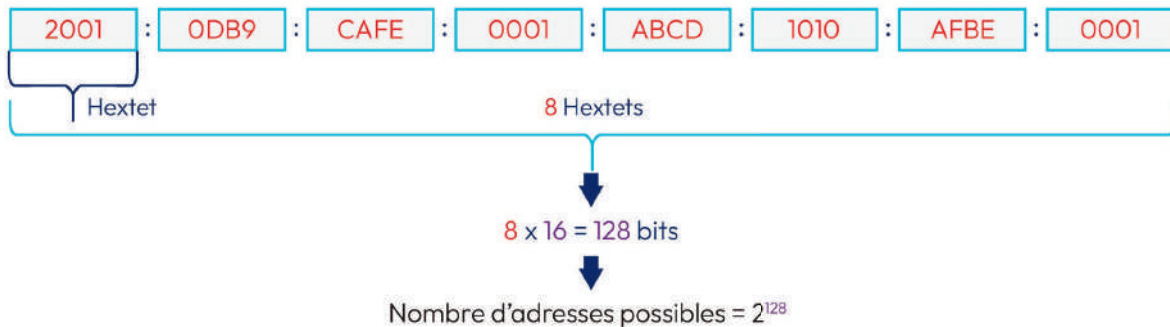 2001 : 0DB9 : CAFE : 0001 : ABCD : 1010 : AFBE : 0001
Hextet 8 Hextets
8 x 16 = 128 bits
Nombre d'adresses possibles = 2¹²⁸